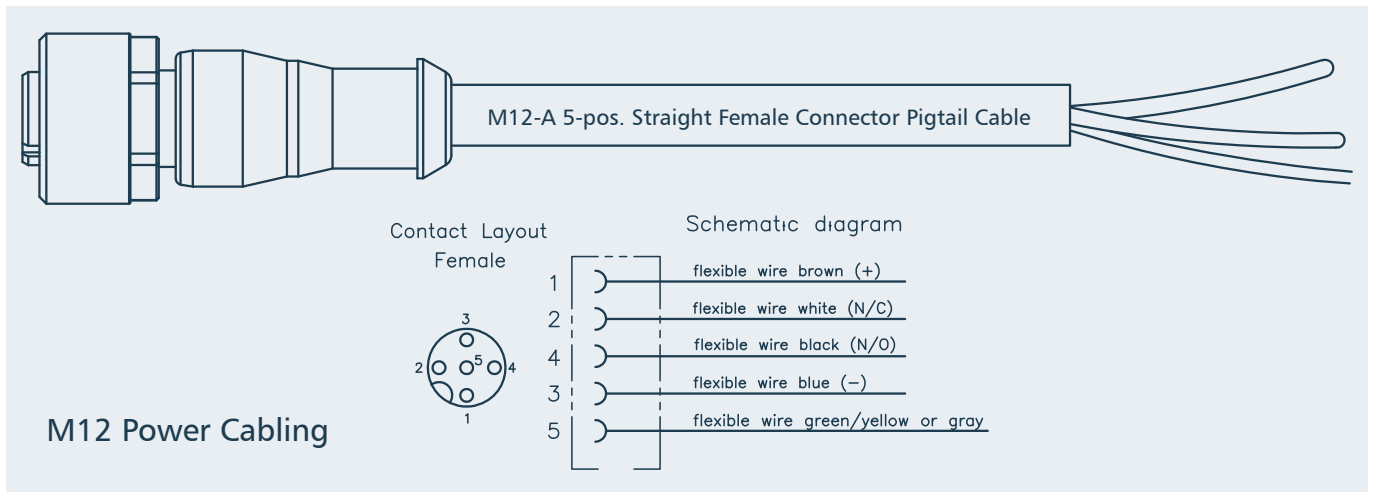 M12-A 5-pos. Straight Female Connector Pigtail Cable
Contact Layout
Female
Schematic diagram
1 flexible wire brown (+)
2 flexible wire white (N/C)
4 flexible wire black (N/O)
3 flexible wire blue (−)
5 flexible wire green/yellow or gray
3
2 5 4
1
M12 Power Cabling